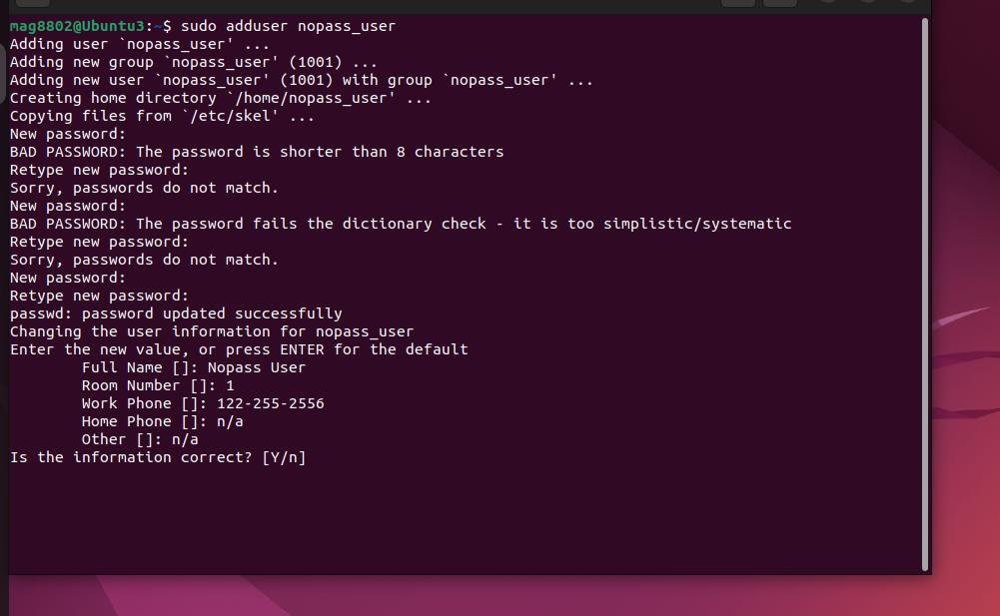 mag8802@Ubuntu3:~$ sudo adduser nopass_user
Adding user `nopass_user' ...
Adding new group `nopass_user' (1001) ...
Adding new user `nopass_user' (1001) with group `nopass_user' ...
Creating home directory `/home/nopass_user' ...
Copying files from `/etc/skel' ...
New password:
BAD PASSWORD: The password is shorter than 8 characters
Retype new password:
Sorry, passwords do not match.
New password:
BAD PASSWORD: The password fails the dictionary check - it is too simplistic/systematic
Retype new password:
Sorry, passwords do not match.
New password:
Retype new password:
passwd: password updated successfully
Changing the user information for nopass_user
Enter the new value, or press ENTER for the default
        Full Name []: Nopass User
        Room Number []: 1
        Work Phone []: 122-255-2556
        Home Phone []: n/a
        Other []: n/a
Is the information correct? [Y/n]